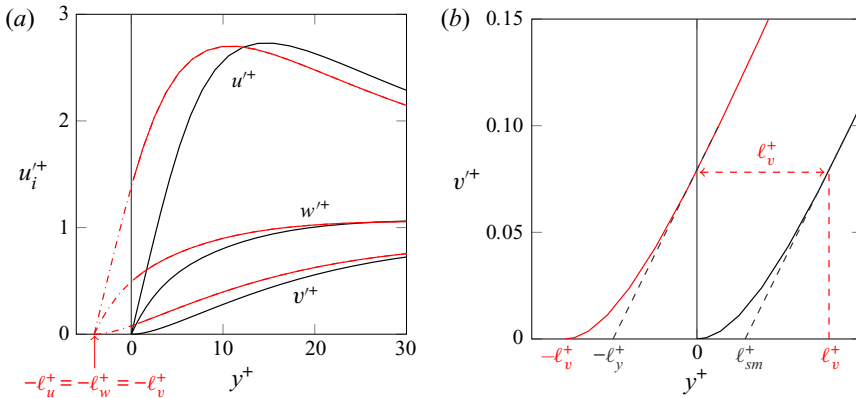 (a)
3
2
1
0
u_i'^+
u'^+
w'^+
v'^+
0 10 20 30
y^+
−ℓ_u^+ = −ℓ_w^+ = −ℓ_v^+
(b)
0.15
0.10
0.05
0
v'^+
ℓ_v^+
−ℓ_v^+ −ℓ_y^+ 0 ℓ_sm^+ ℓ_v^+
y^+